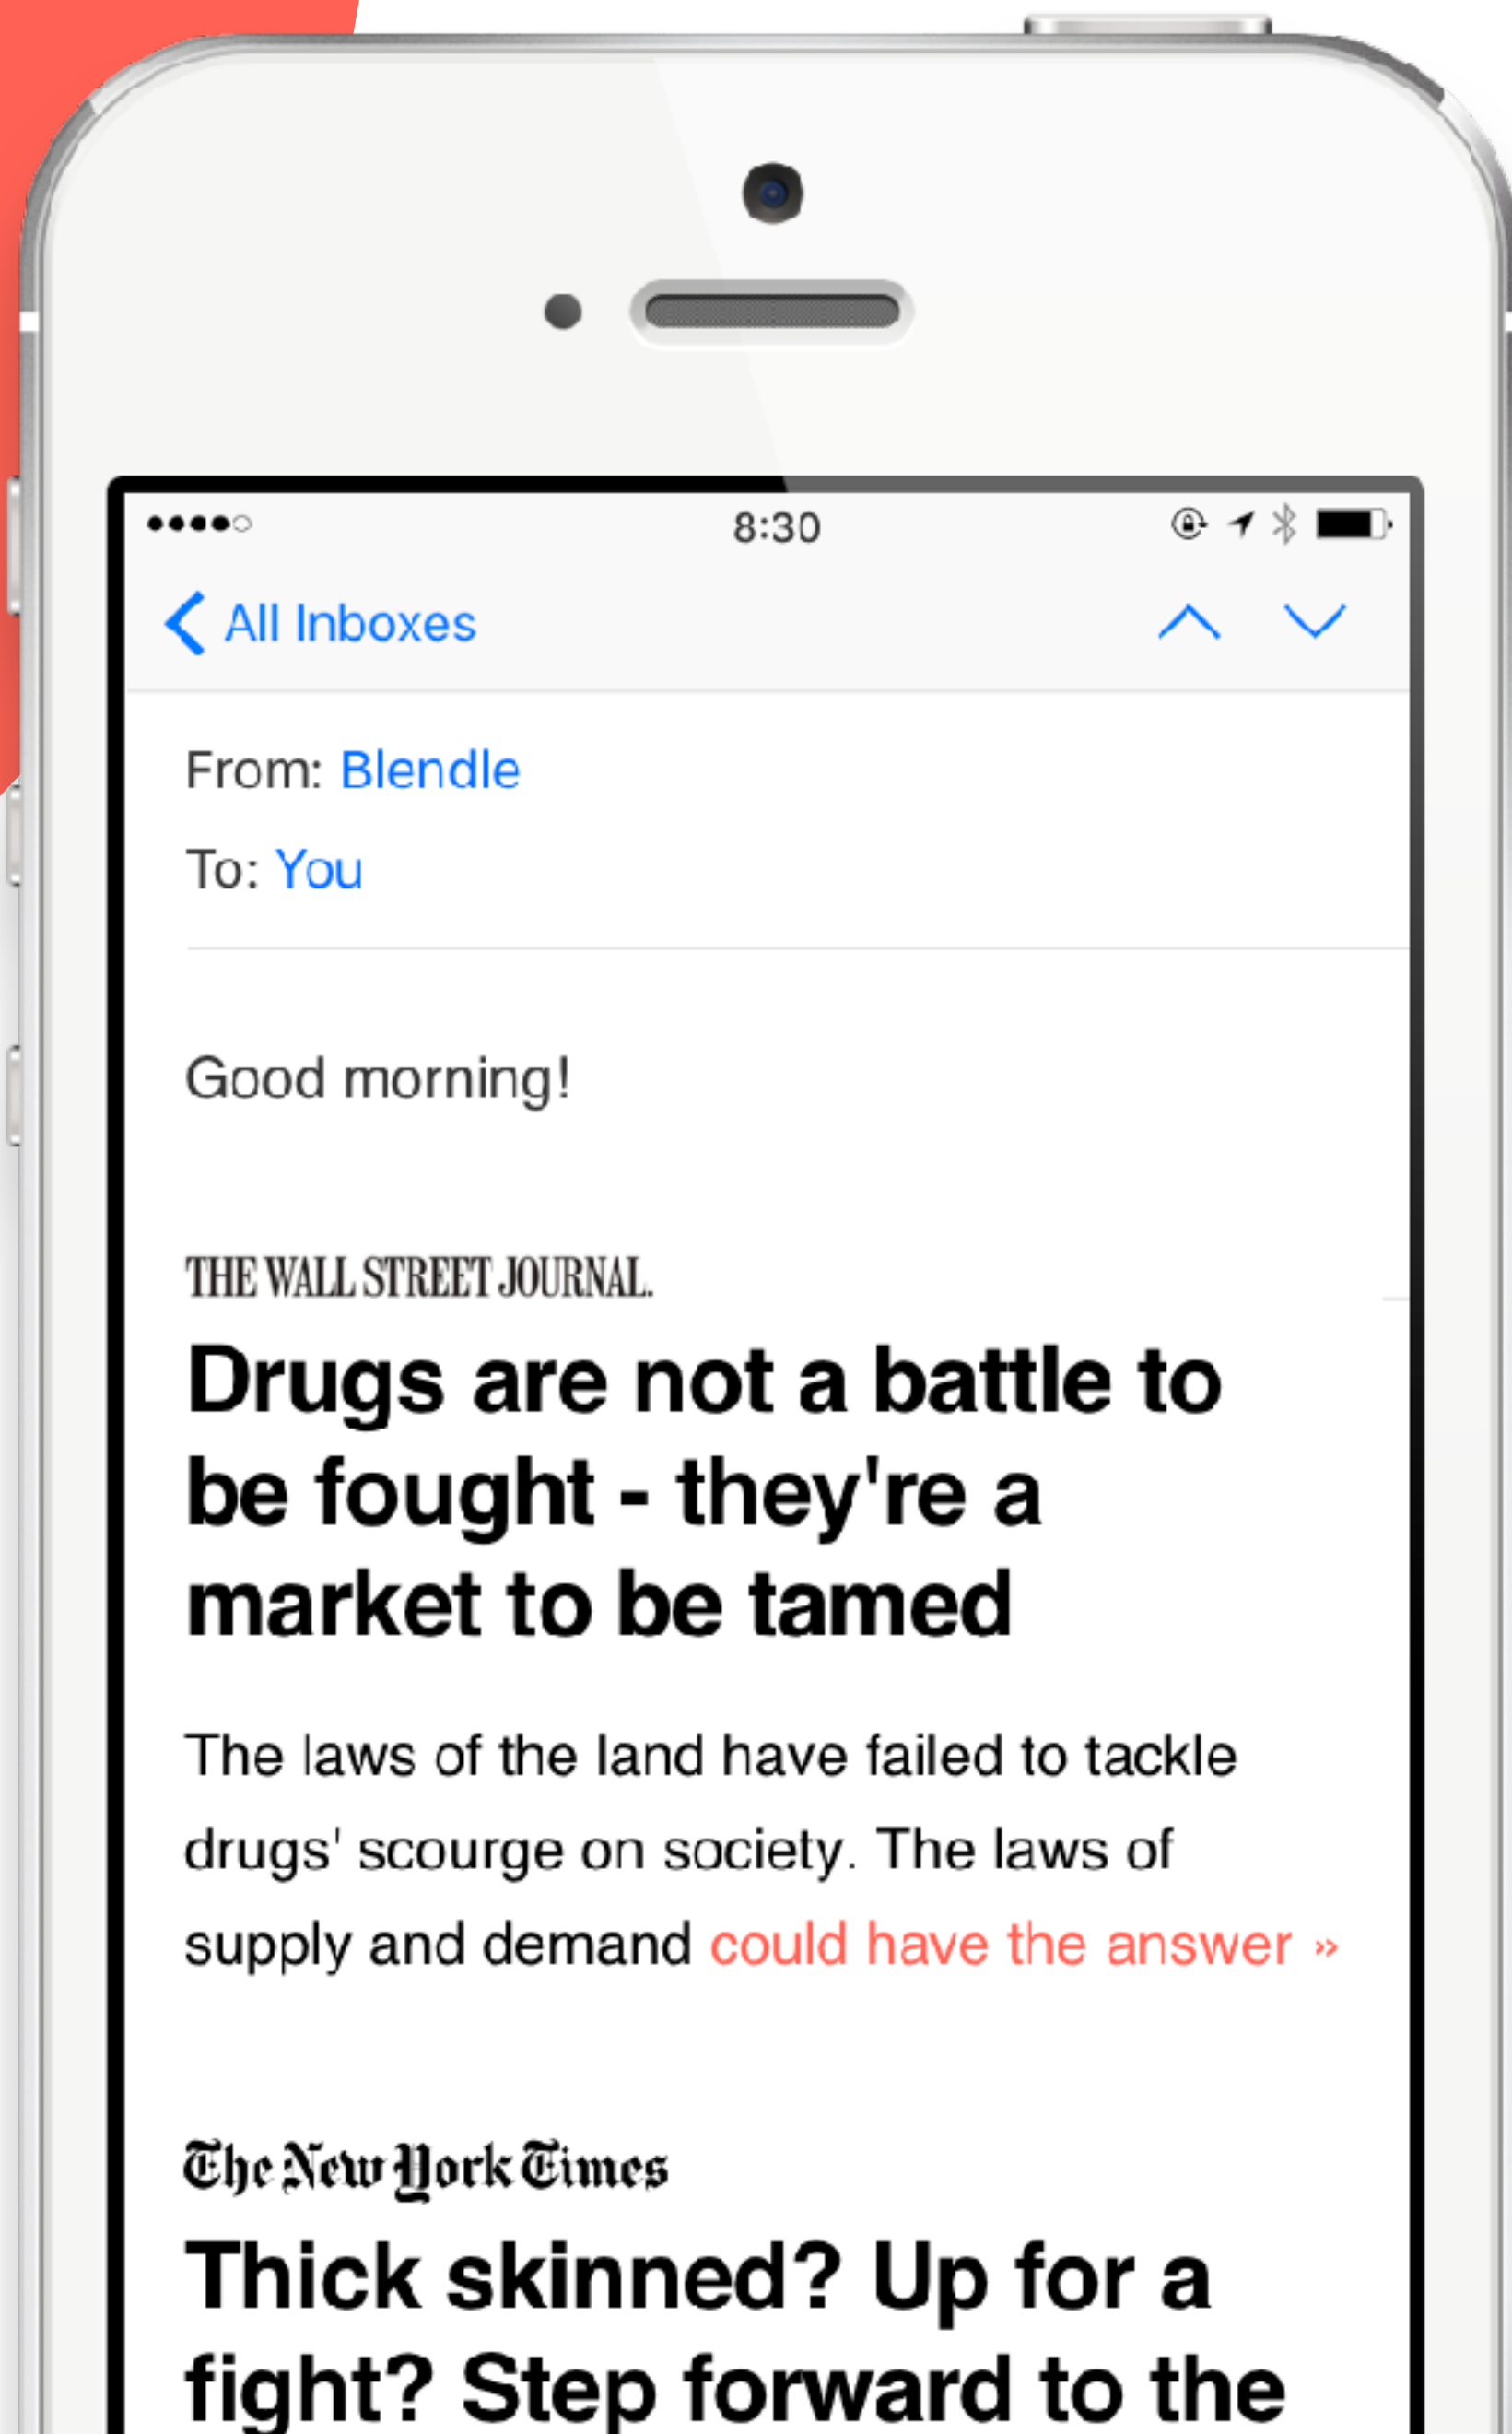 8:30
All Inboxes
From: Blendle
To: You
Good morning!
THE WALL STREET JOURNAL.
Drugs are not a battle to
be fought - they're a
market to be tamed
The laws of the land have failed to tackle
drugs' scourge on society. The laws of
supply and demand could have the answer »
The New York Times
Thick skinned? Up for a
fight? Step forward to the